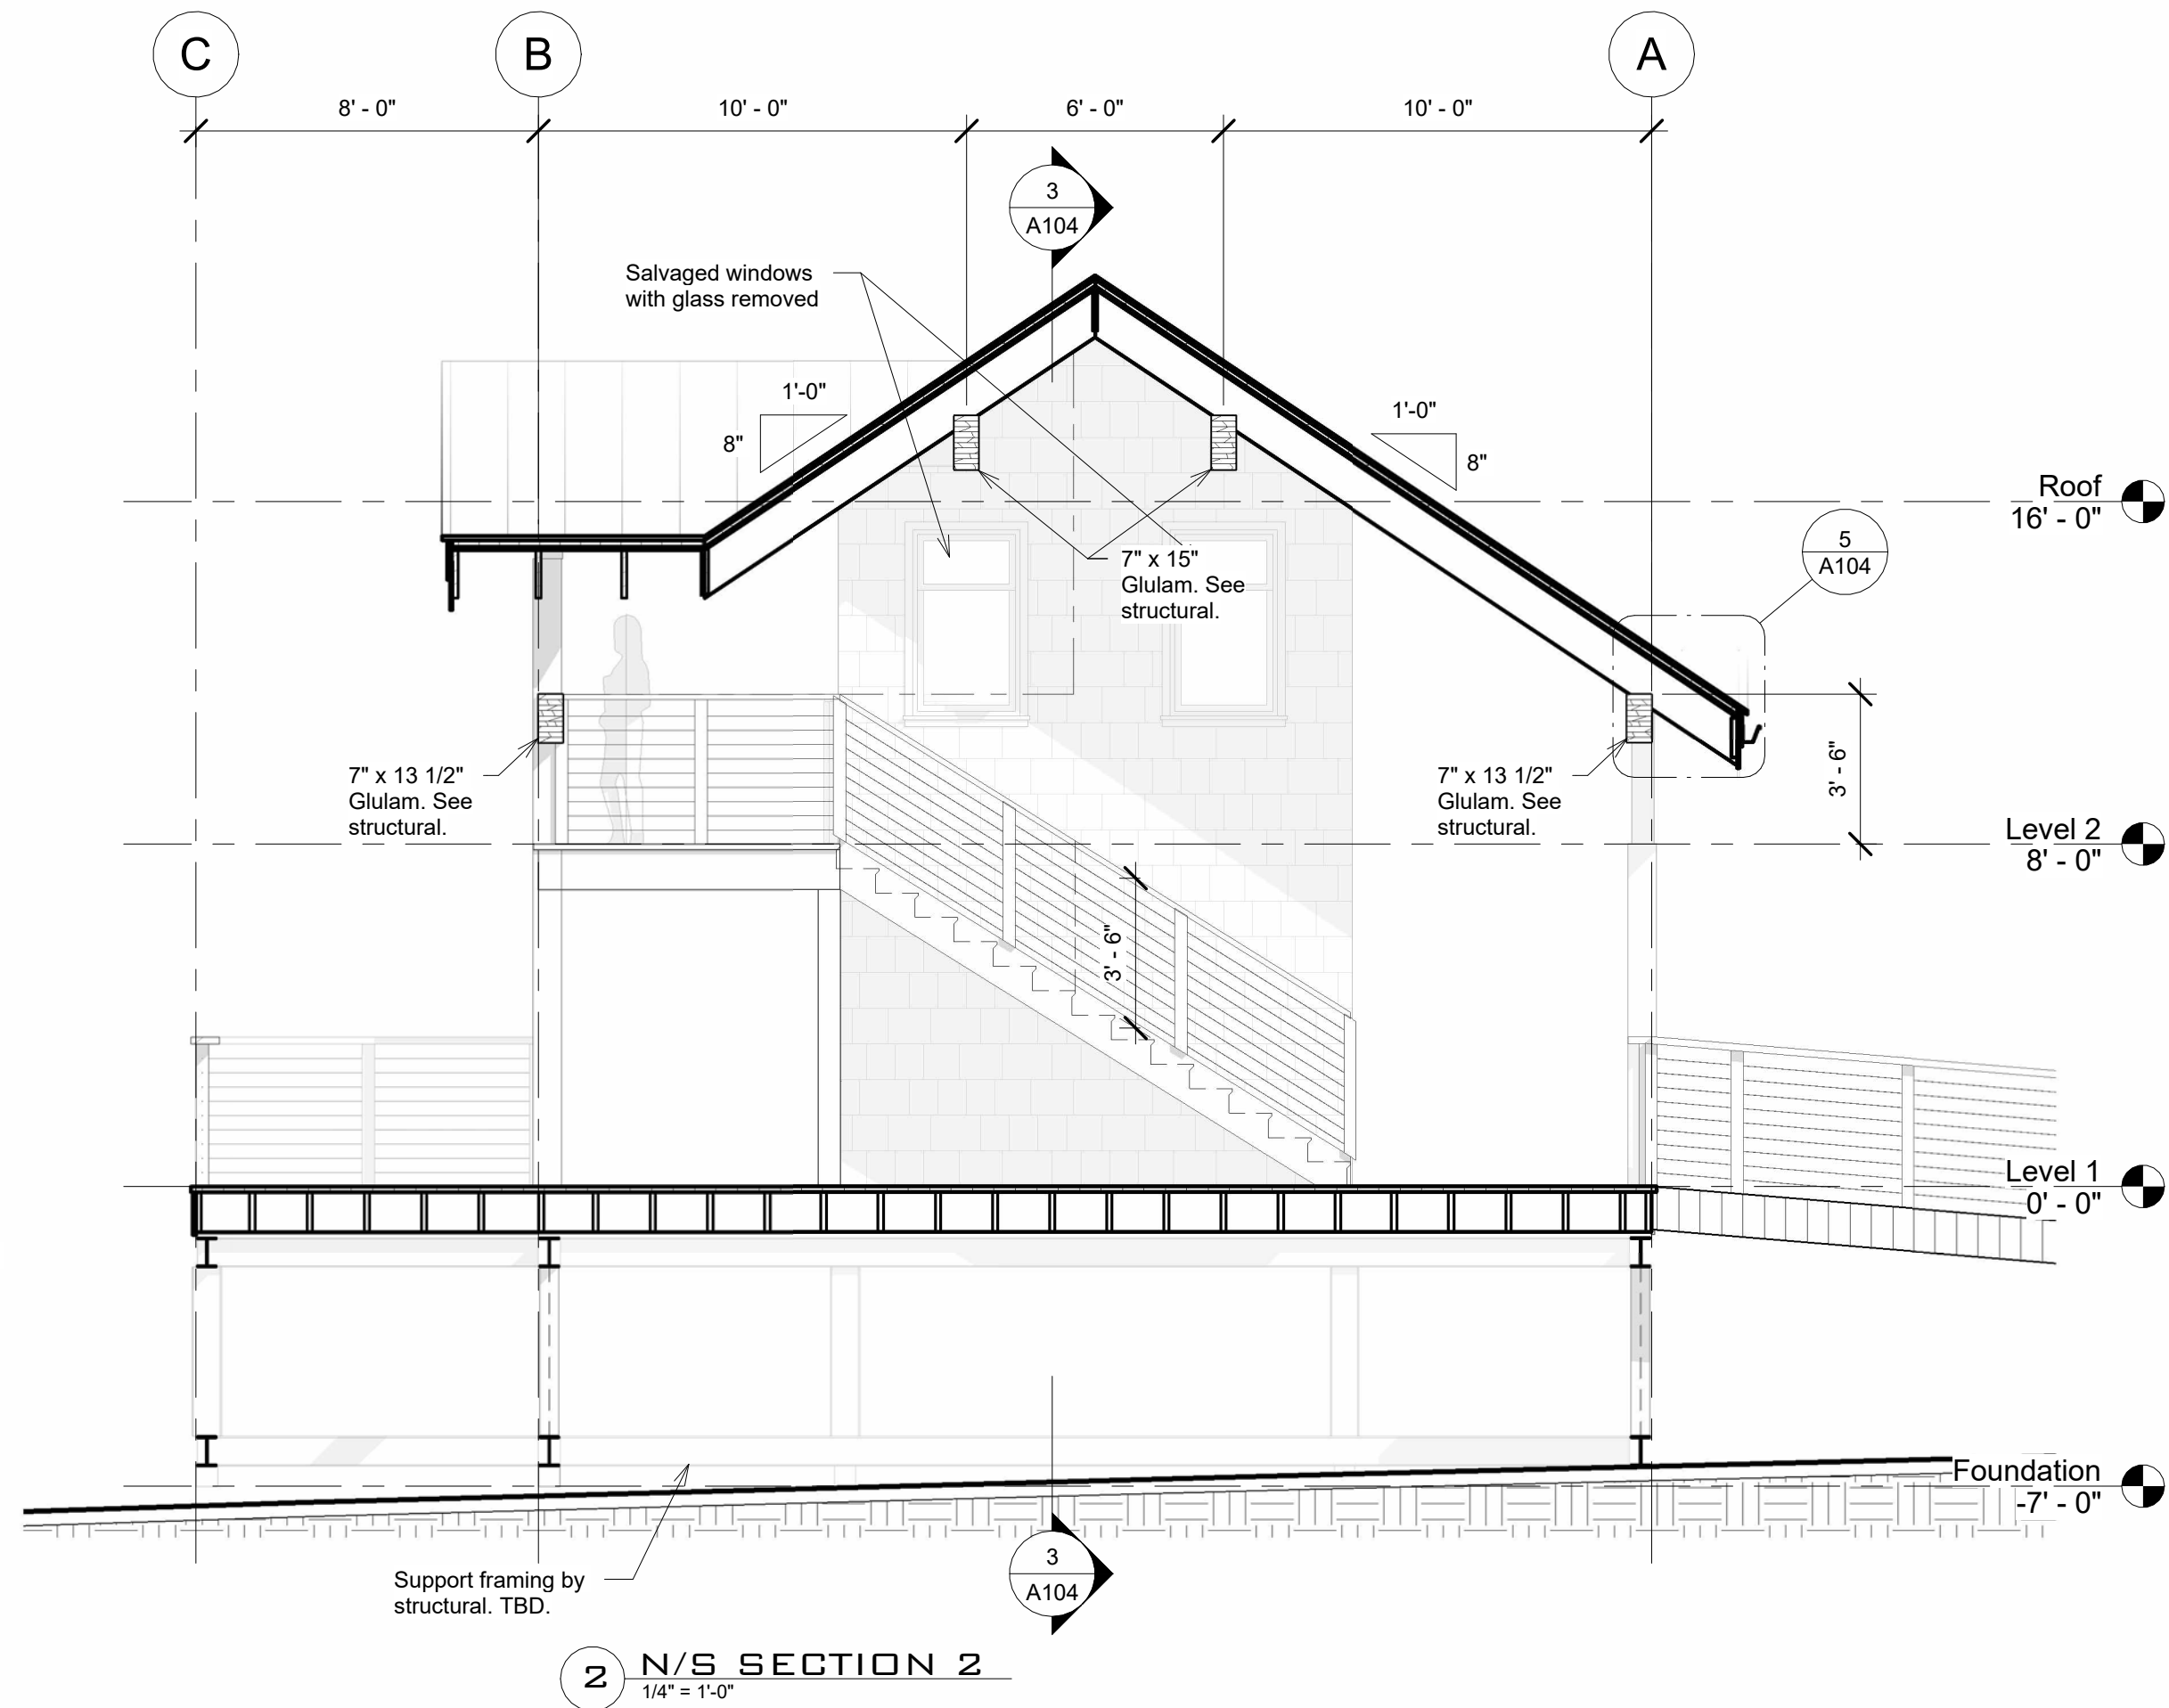 C
B
A
8' - 0"
10' - 0"
6' - 0"
10' - 0"
3
A104
Salvaged windows
with glass removed
1'-0"
8"
1'-0"
8"
Roof
16' - 0"
5
A104
7" x 15"
Glulam. See
structural.
7" x 13 1/2"
Glulam. See
structural.
7" x 13 1/2"
Glulam. See
structural.
3' - 6"
Level 2
8' - 0"
3' - 6"
Level 1
0' - 0"
Foundation
-7' - 0"
3
A104
Support framing by
structural. TBD.
2
N/S SECTION 2
1/4" = 1'-0"